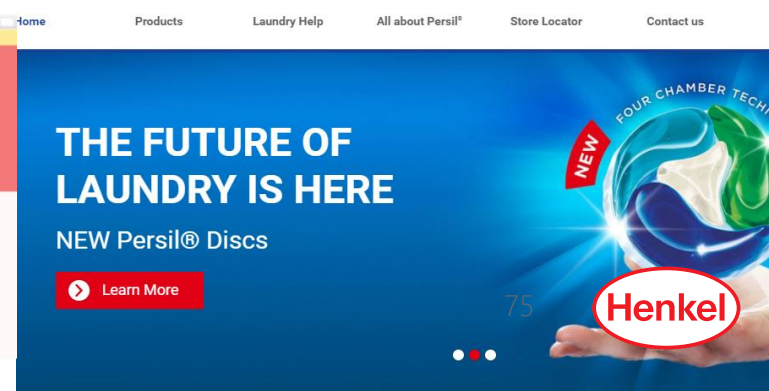 Home Products Laundry Help All about Persil® Store Locator Contact us
FOUR CHAMBER
NEW
THE FUTURE OF
LAUNDRY IS HERE
NEW Persil® Discs
Learn More
75
Henkel